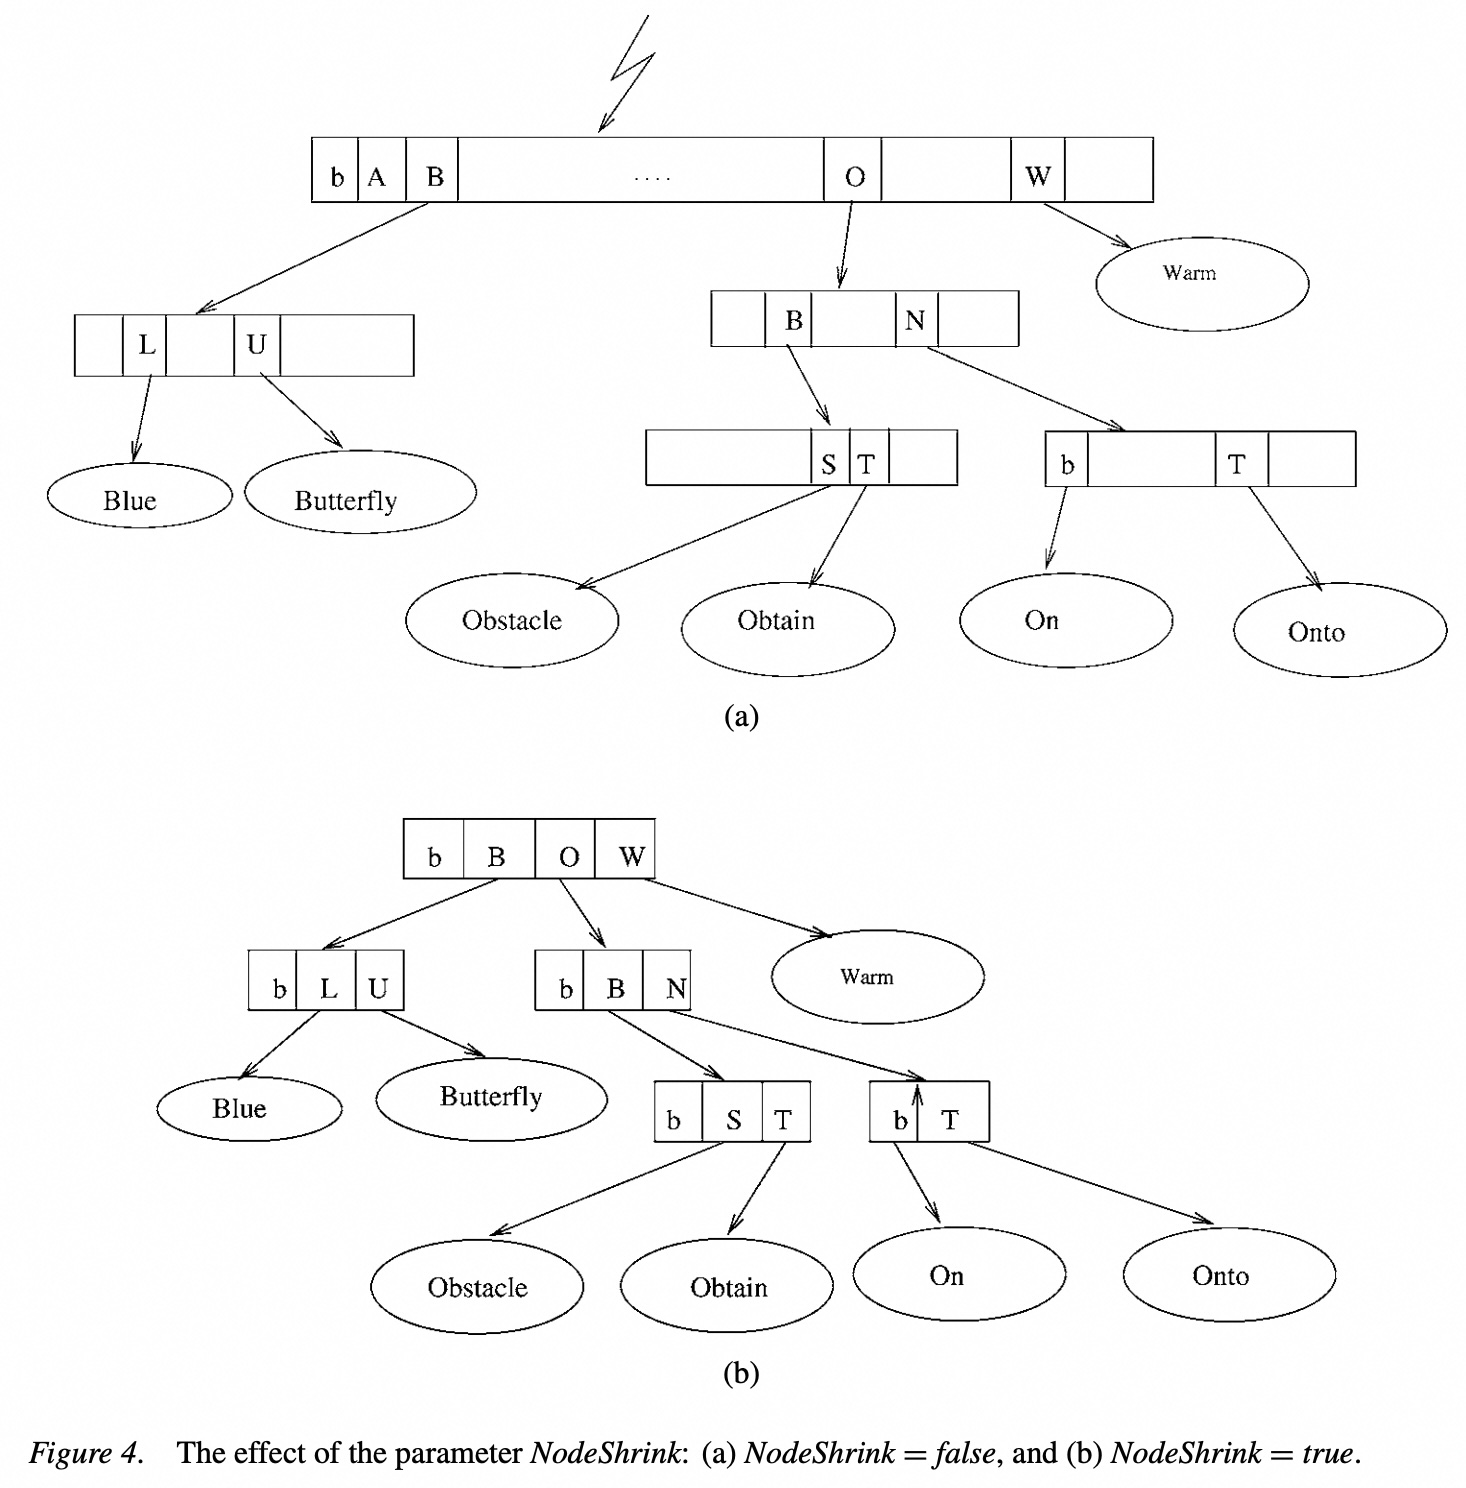 b A B .... O W
Warm
B N
L U
S T
b T
Blue
Butterfly
Obstacle
Obtain
On
Onto
(a)
b B O W
b L U
b B N
Warm
Blue
Butterfly
b S T
b T
Obstacle
Obtain
On
Onto
(b)
Figure 4. The effect of the parameter NodeShrink: (a) NodeShrink = false, and (b) NodeShrink = true.